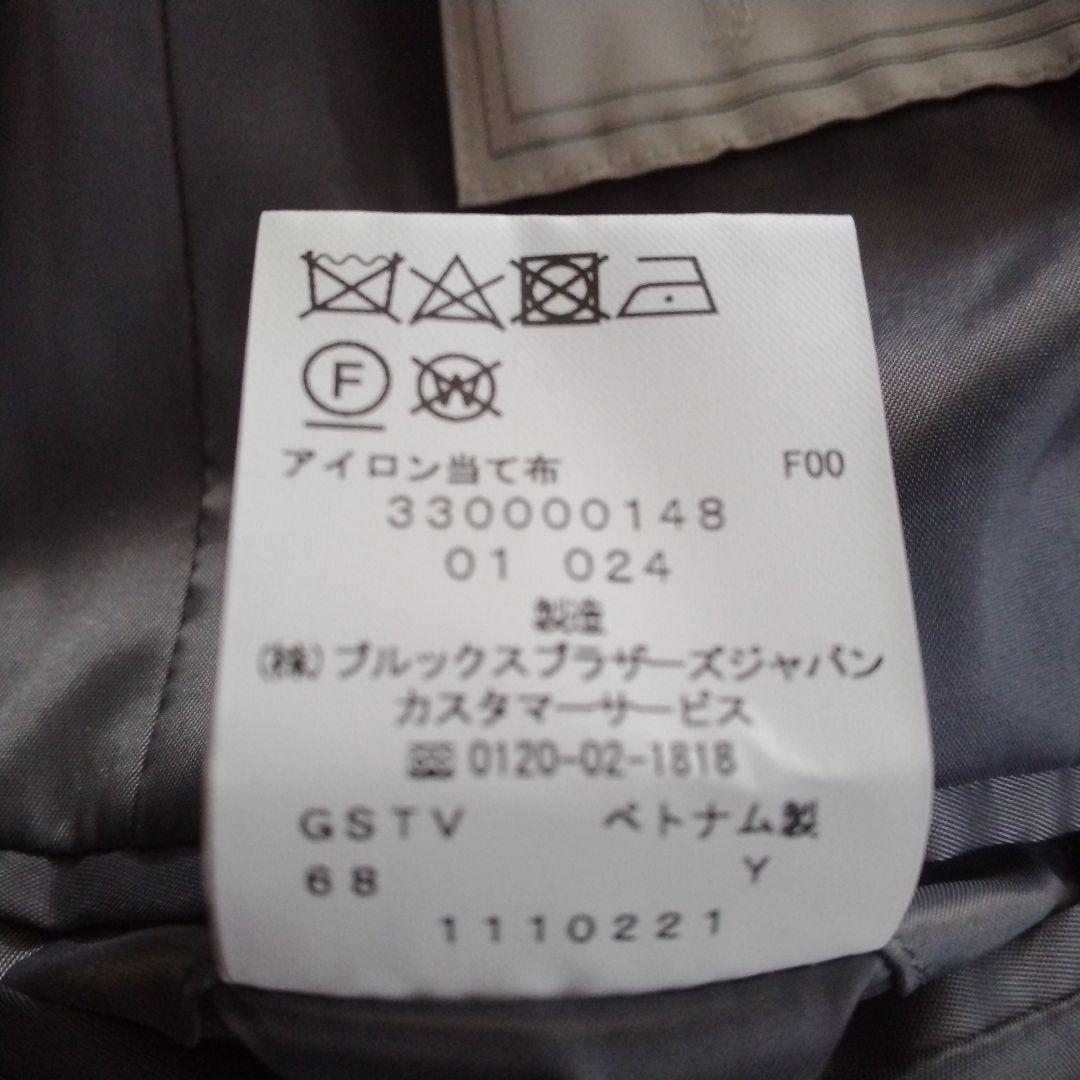 F
W
アイロン当て布 F00
330000148
01 024
製造
(株)ブルックスブラザーズジャパン
カスタマーサービス
0120-02-1818
GSTV ベトナム製
68 Y
1110221